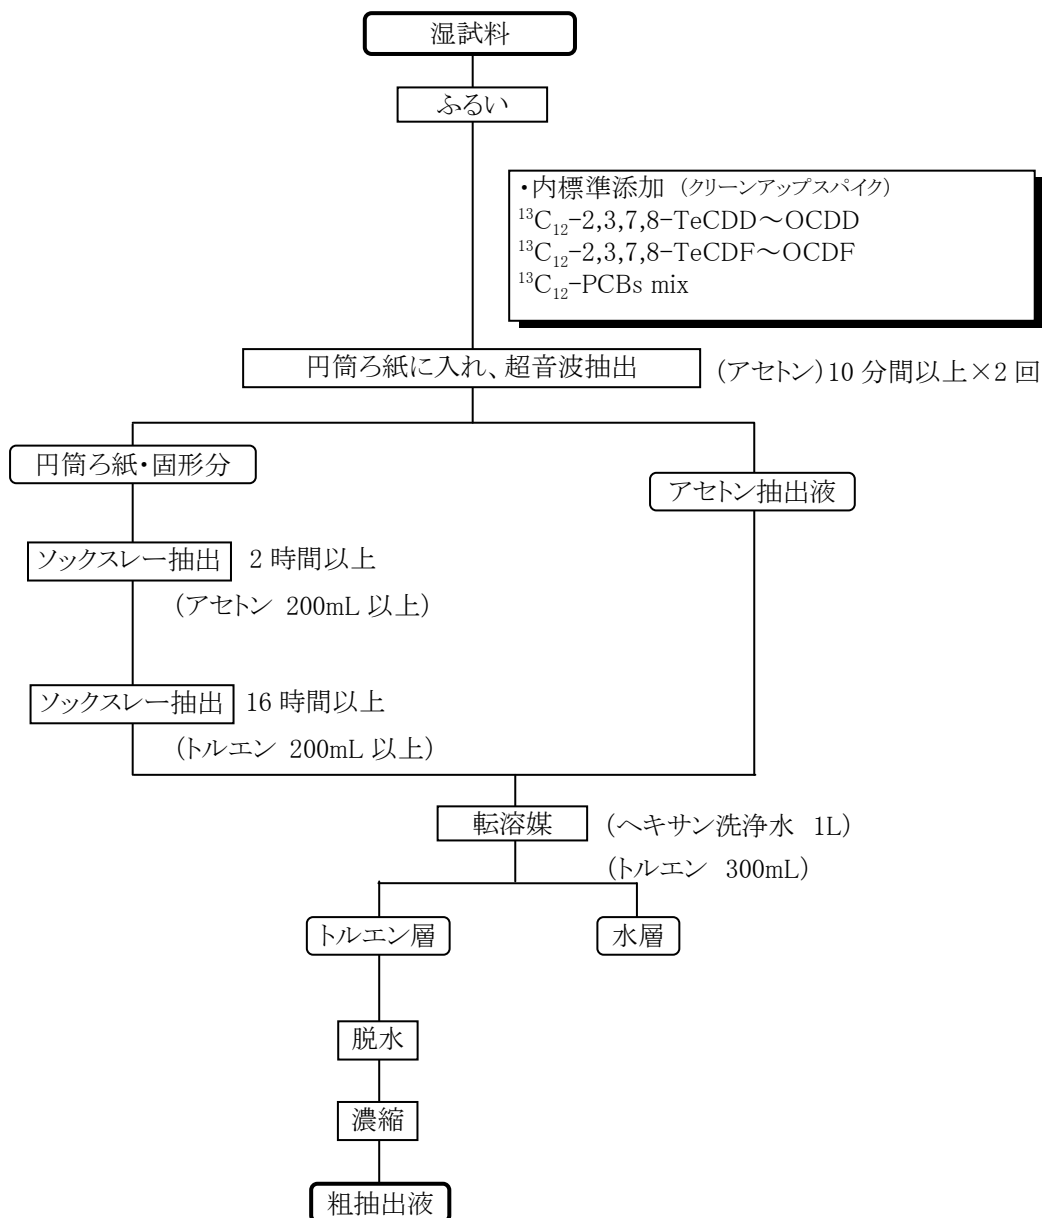 湿試料
ふるい
・内標準添加 (クリーンアップスパイク)
¹³C₁₂-2,3,7,8-TeCDD～OCDD
¹³C₁₂-2,3,7,8-TeCDF～OCDF
¹³C₁₂-PCBs mix
円筒ろ紙に入れ、超音波抽出 (アセトン)10 分間以上×2 回
円筒ろ紙・固形分
アセトン抽出液
ソックスレー抽出 2 時間以上
(アセトン 200mL 以上)
ソックスレー抽出 16 時間以上
(トルエン 200mL 以上)
転溶媒 (ヘキサン洗浄水 1L)
(トルエン 300mL)
トルエン層 水層
脱水
濃縮
粗抽出液